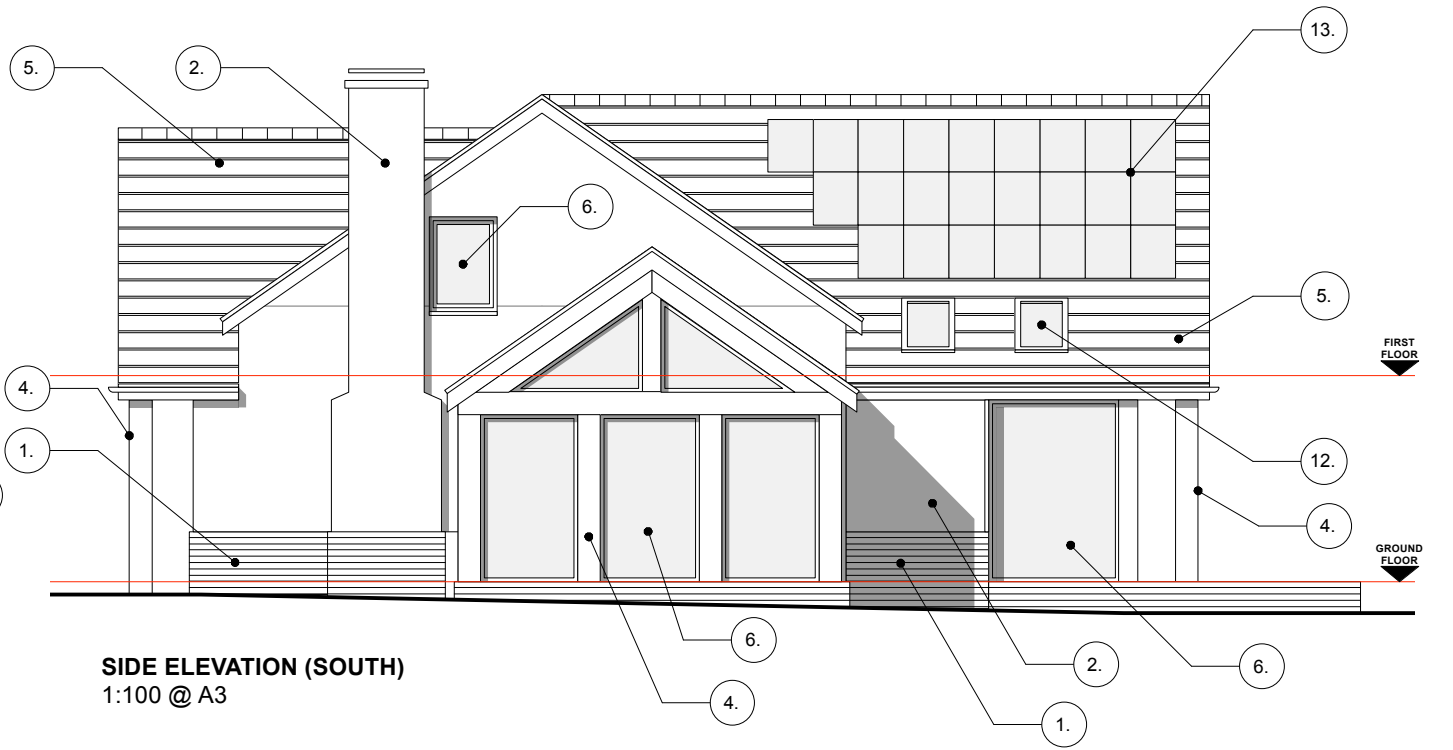 13.
5.
2.
6.
5.
FIRST
FLOOR
4.
1.
12.
4.
GROUND
FLOOR
6.
2.
6.
4.
1.
SIDE ELEVATION (SOUTH)
1:100 @ A3